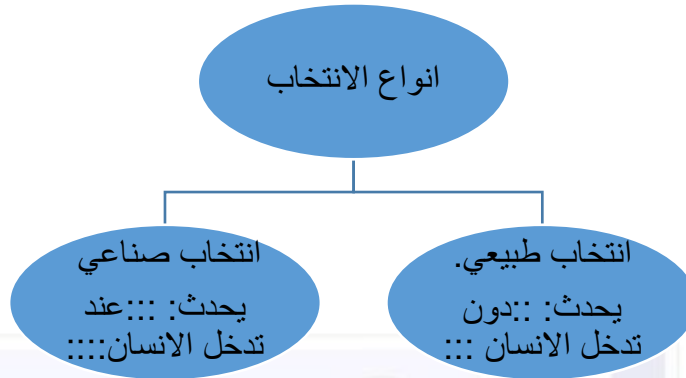 انواع الانتخاب
انتخاب طبيعي.
يحدث: ::دون
تدخل الانسان :::
انتخاب صناعي
يحدث: :::عند
تدخل الانسان::::